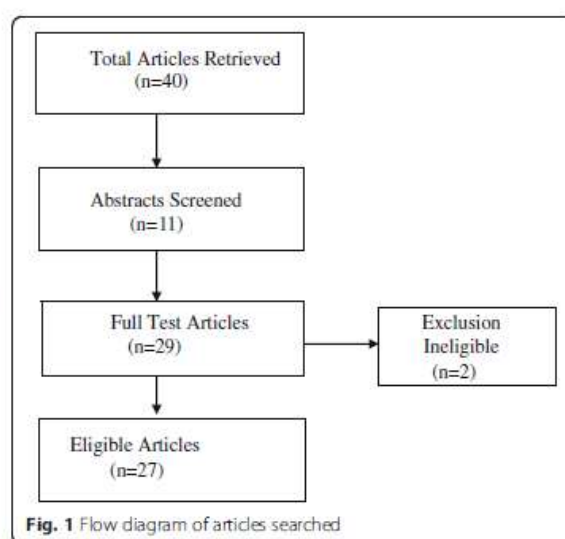 Total Articles Retrieved
(n=40)
Abstracts Screened
(n=11)
Full Test Articles
(n=29)
Exclusion
Ineligible
(n=2)
Eligible Articles
(n=27)
Fig. 1 Flow diagram of articles searched